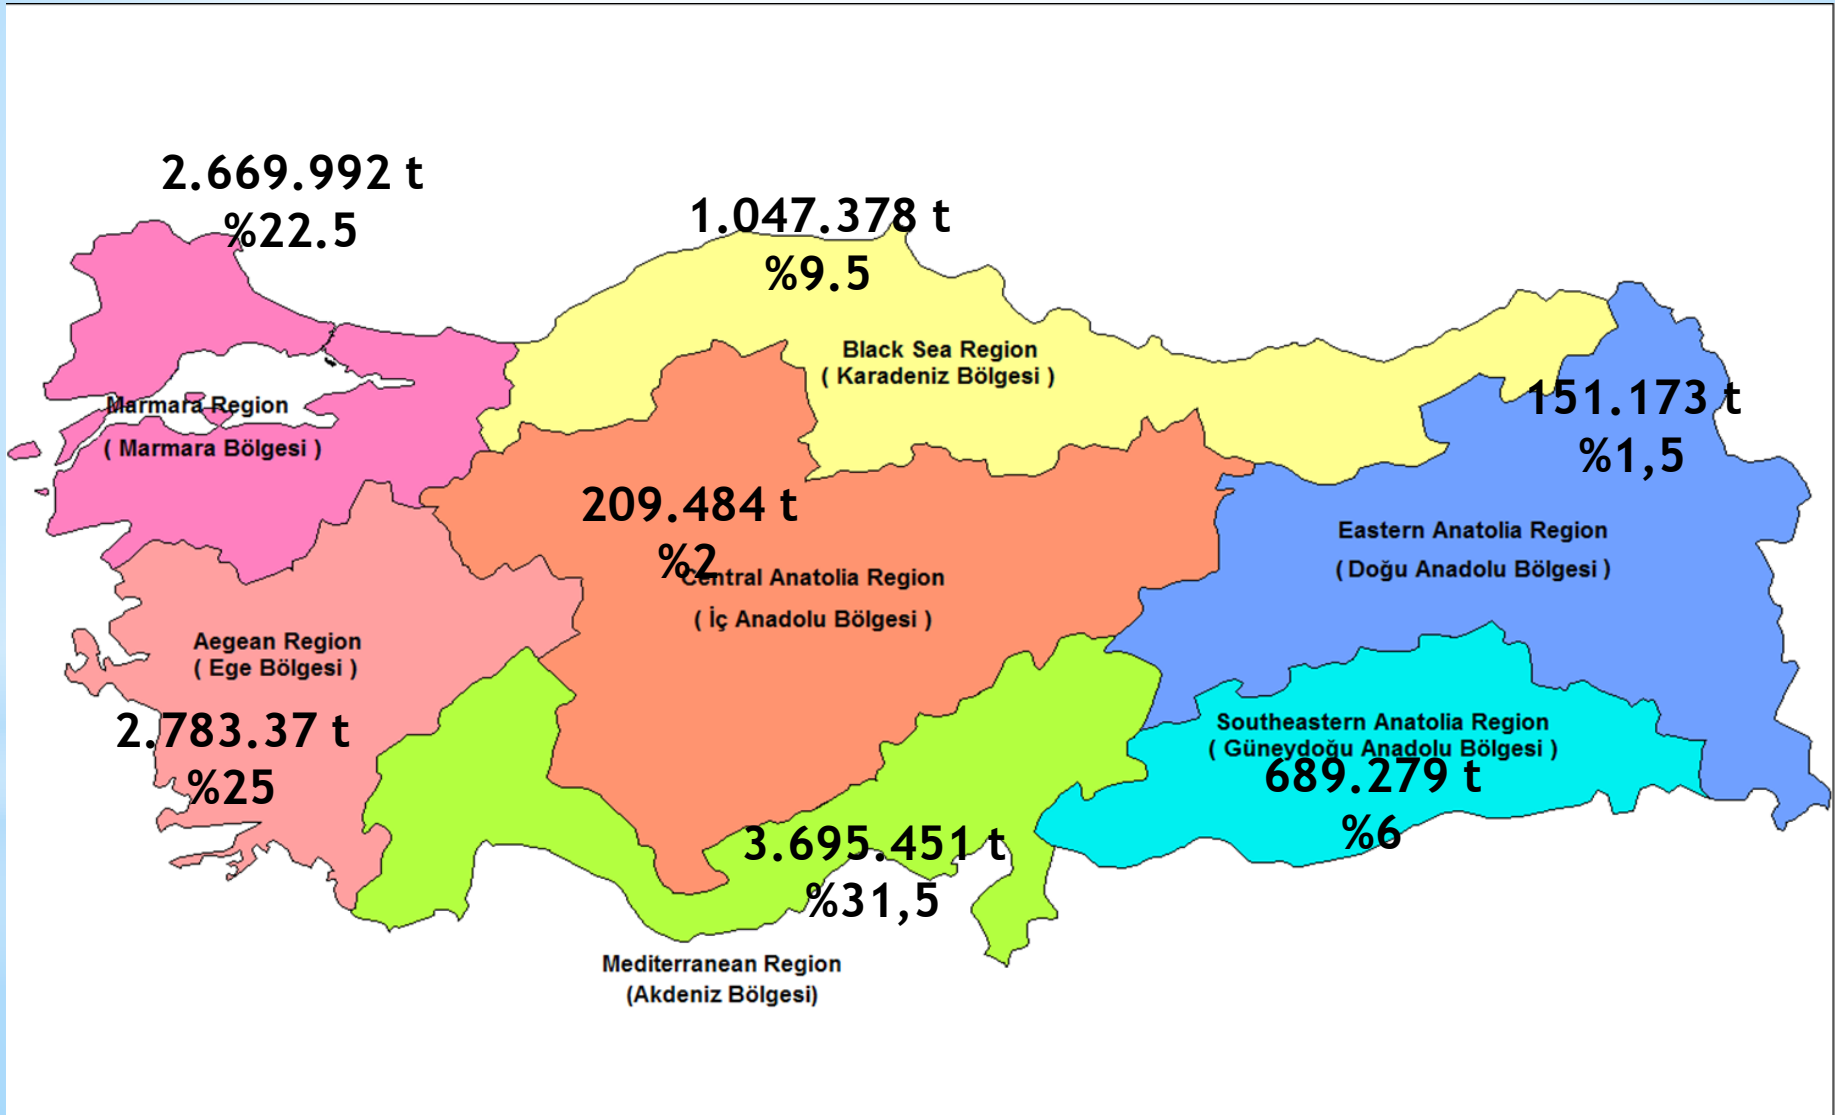 2.669.992 t
%22.5
1.047.378 t
%9.5
Black Sea Region
( Karadeniz Bölgesi )
151.173 t
%1,5
Marmara Region
( Marmara Bölgesi )
209.484 t
%2
Central Anatolia Region
( İç Anadolu Bölgesi )
Eastern Anatolia Region
( Doğu Anadolu Bölgesi )
Aegean Region
( Ege Bölgesi )
2.783.37 t
%25
Southeastern Anatolia Region
( Güneydoğu Anadolu Bölgesi )
689.279 t
%6
3.695.451 t
%31,5
Mediterranean Region
(Akdeniz Bölgesi)